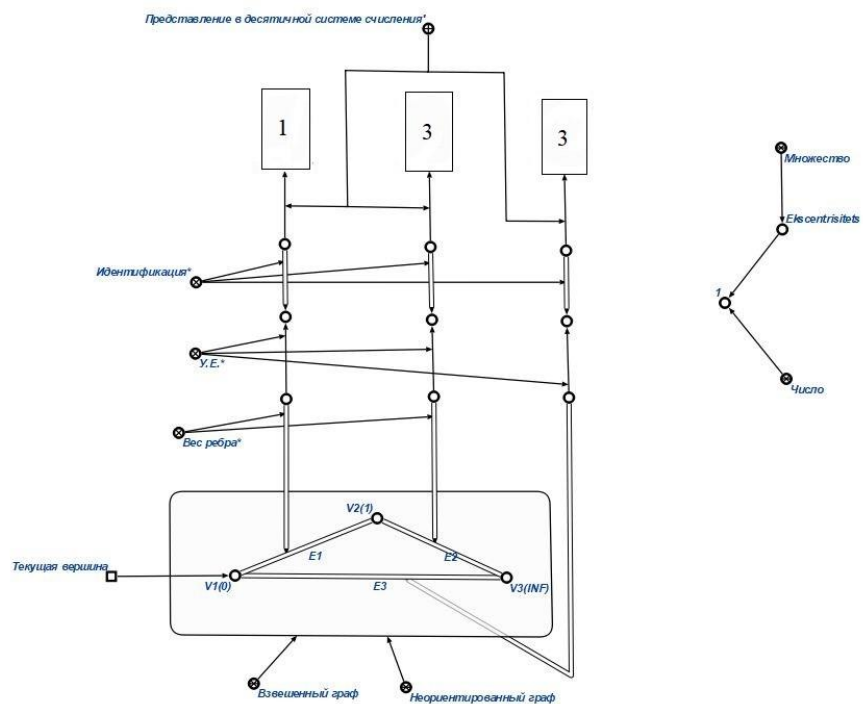 Представление в десятичной системе счисления'
1
3
3
Множество
Ekscentrisitets
Идентификация*
1
У.Е.*
Число
Вес ребра*
V2(1)
E1
E2
Текущая вершина
V1(0)
E3
V3(INF)
Взвешенный граф
Неориентированный граф